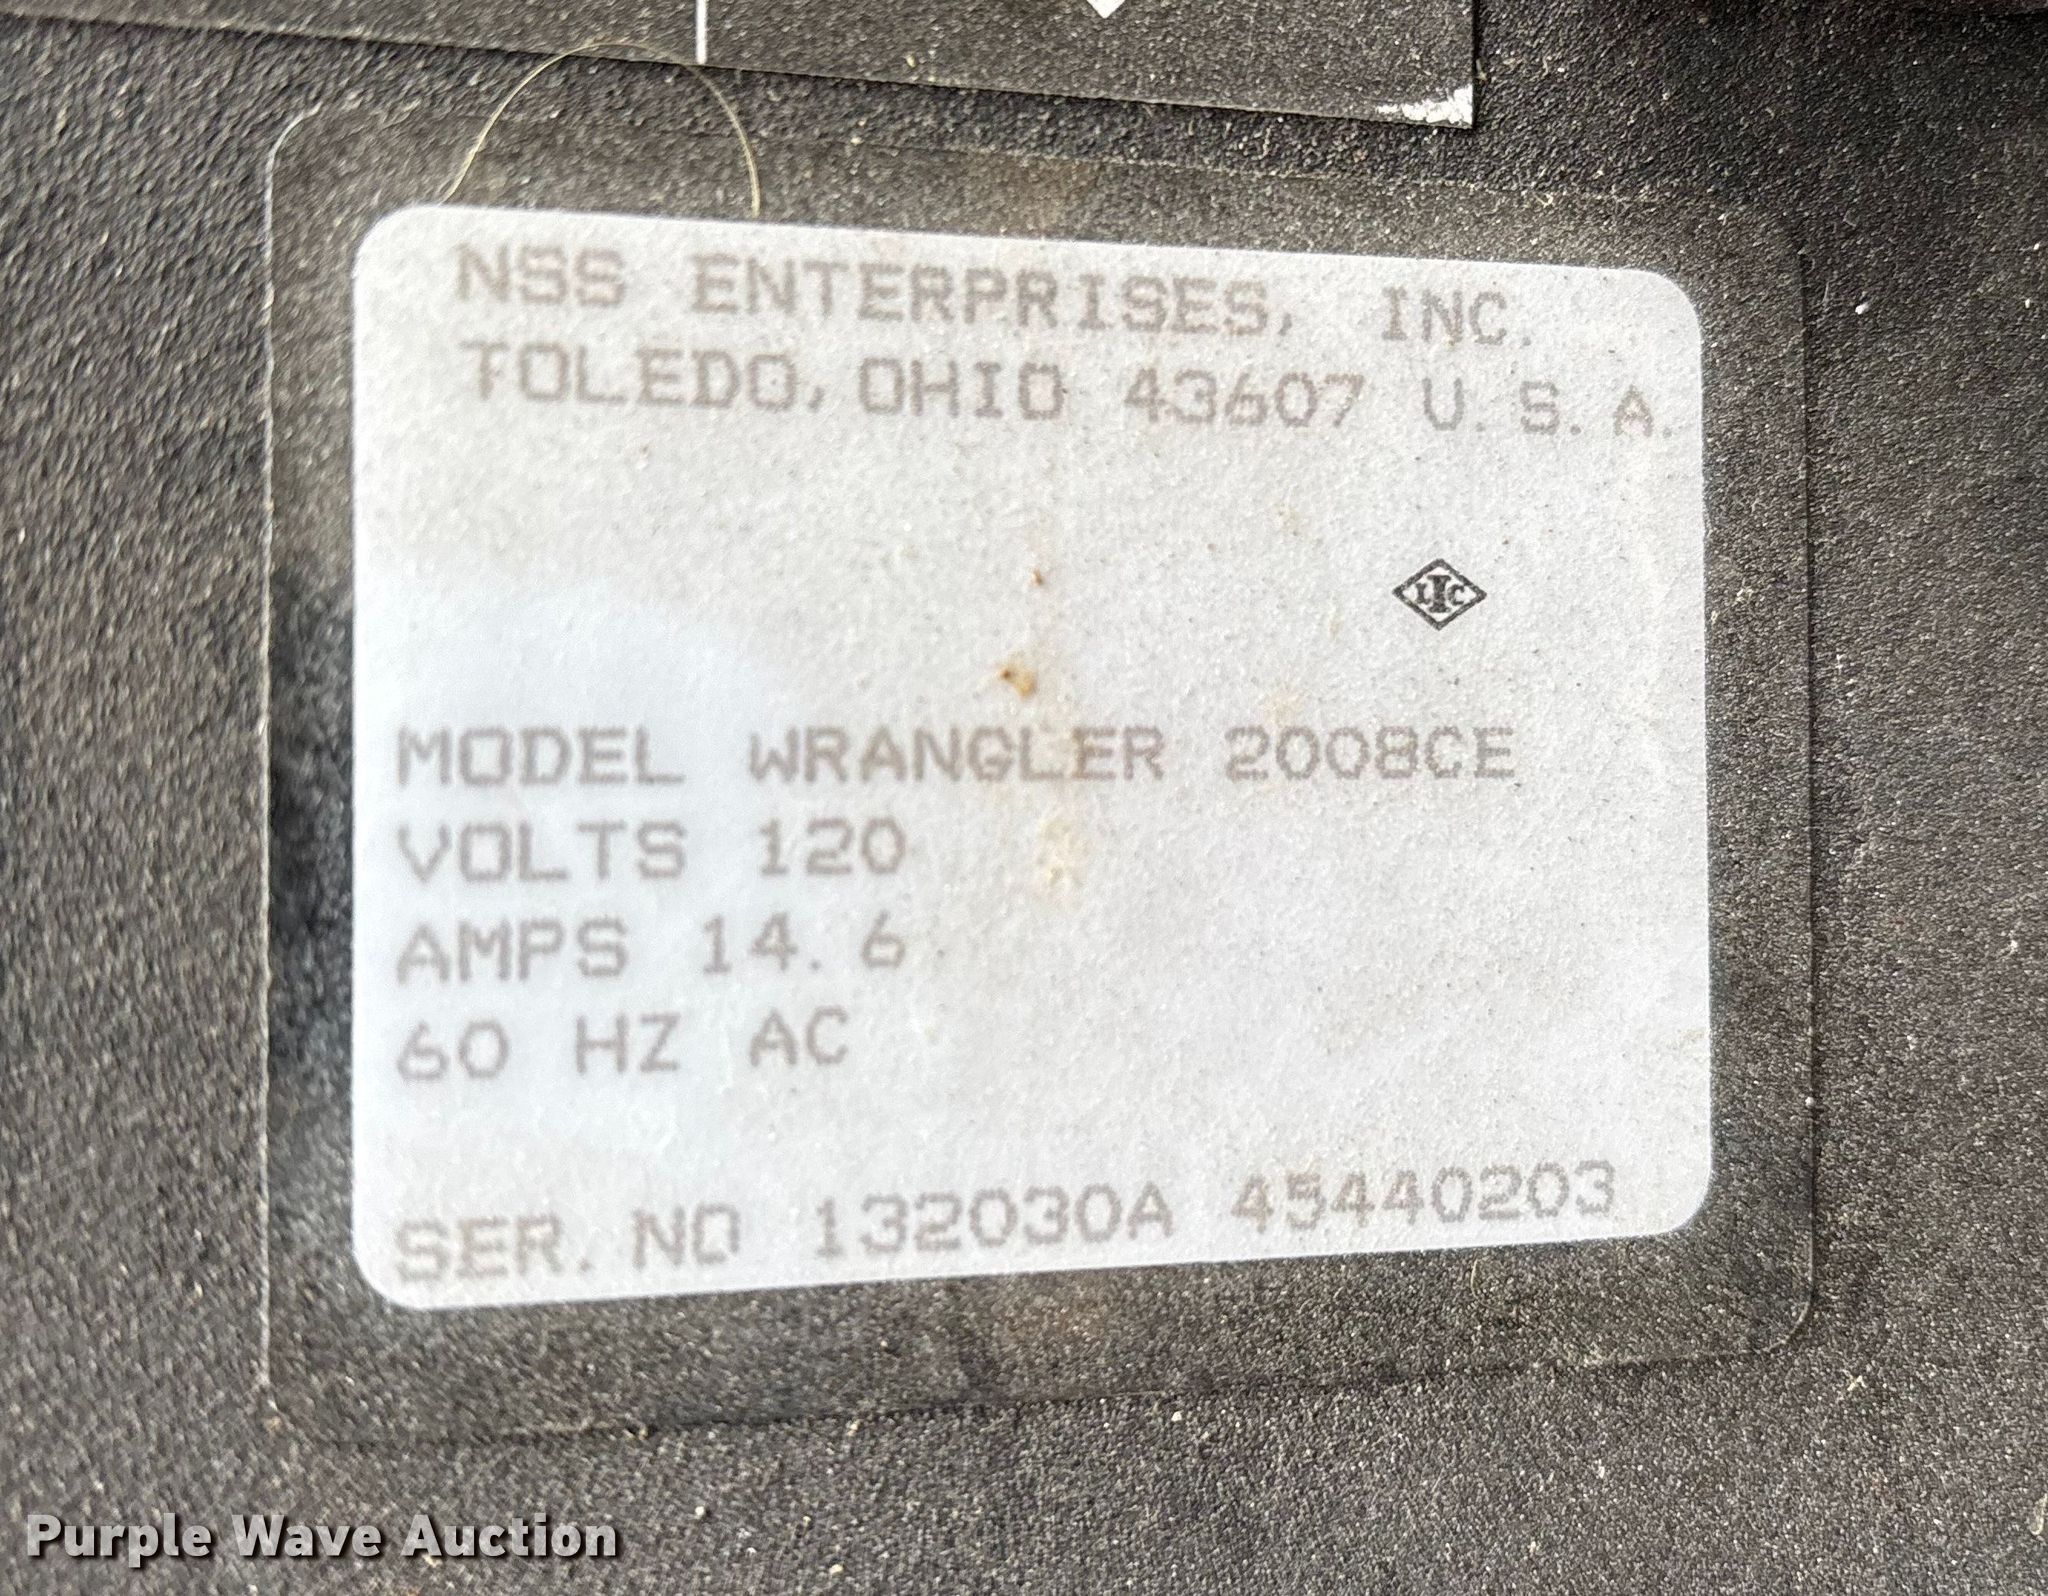 NSS ENTERPRISES, INC.
TOLEDO, OHIO 43607 U.S.A.
LIC
MODEL WRANGLER 2008CE
VOLTS 120
AMPS 14.6
60 HZ AC
SER. NO 132030A 45440203
Purple Wave Auction